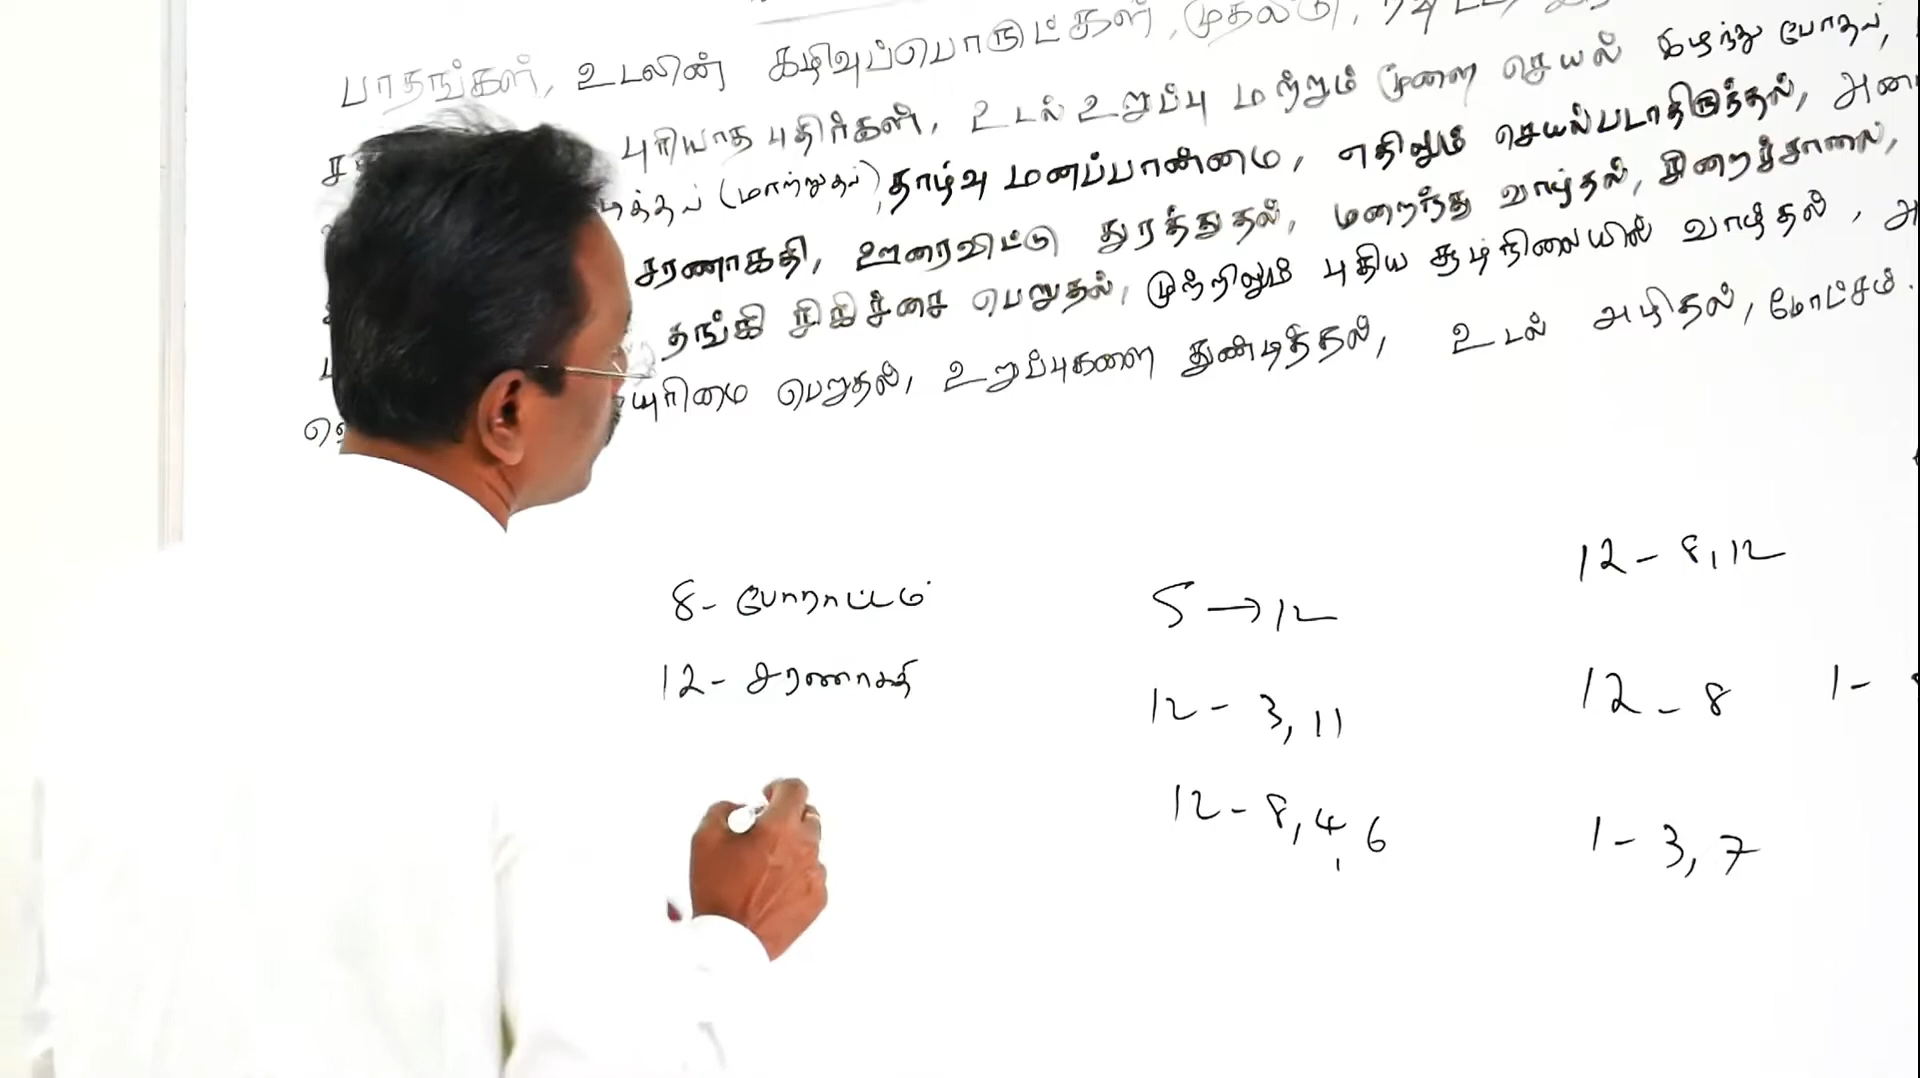 பாதங்கள், உடலின் கழிவுப்பொருட்கள், முதலீடு,
புரியாத புதிர்கள், உடல் உறுப்பு மற்றும் மூளை செயல் இழந்து போதல்,
(மாற்றுதல்), தாழ்வு மனப்பான்மை, எதிலும் செயல்படாதிருத்தல்,
சரணாகதி, ஊரைவிட்டு துரத்துதல், மறைந்து வாழ்தல், சிறைச்சாலை,
தங்கி சிகிச்சை பெறுதல், முற்றிலும் புதிய சூழ்நிலையில் வாழ்தல்,
யுரிமை பெறுதல், உறுப்புகளை துண்டித்தல், உடல் அழிதல், மோட்சம்.
8- போராட்டம்
12- சரணாகதி
5 → 12
12 - 3, 11
12 - 8, 4, 6
12 - 8, 12
12 - 8
1 -
1 - 3, 7